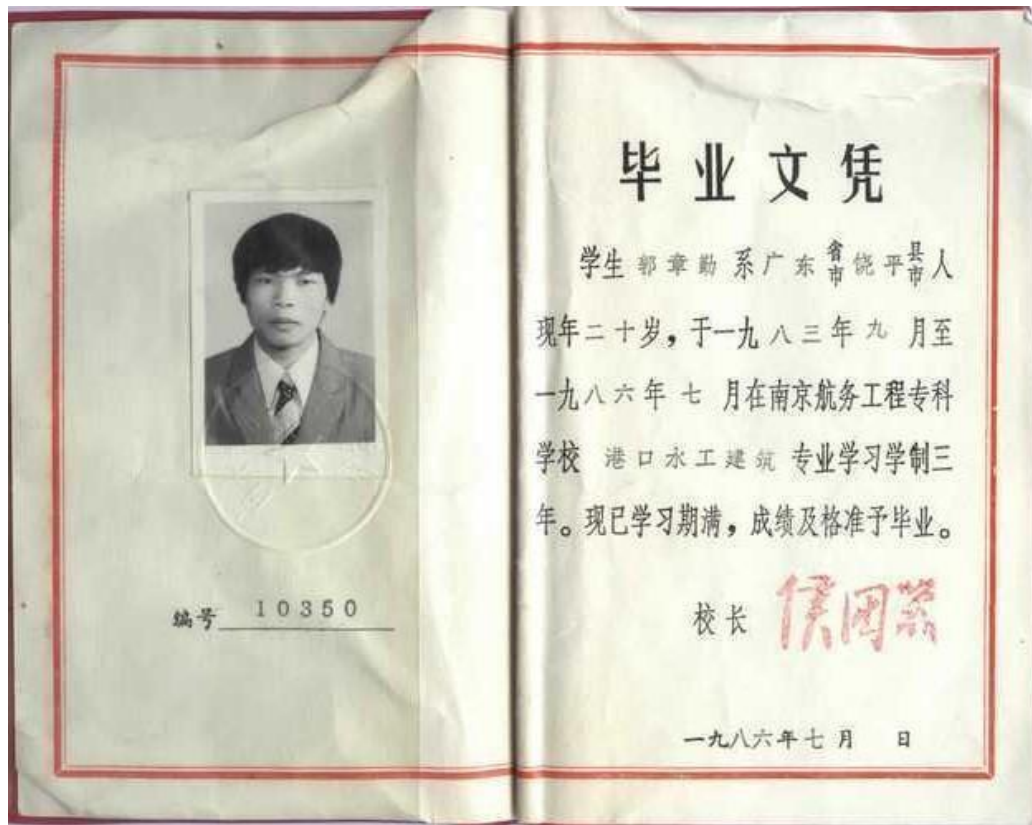 编号 10350
毕业文凭
学生 郭章勤 系广东省市饶平县市人
现年二十岁，于一九八三年九月至
一九八六年七月在南京航务工程专科
学校 港口水工建筑 专业学习学制三
年。现已学习期满，成绩及格准予毕业。
校长
一九八六年七月 日